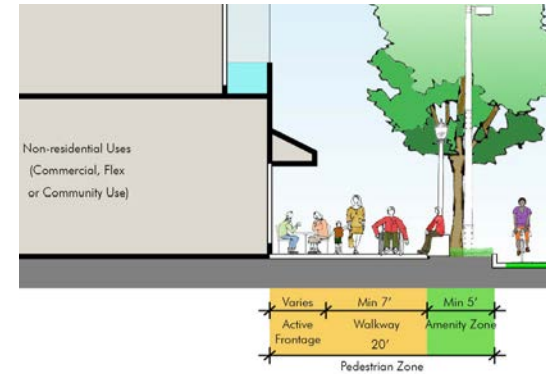 Non-residential Uses
(Commercial, Flex
or Community Use)
Varies
Min 7'
Min 5'
Active
Frontage
Walkway
Amenity Zone
20'
Pedestrian Zone